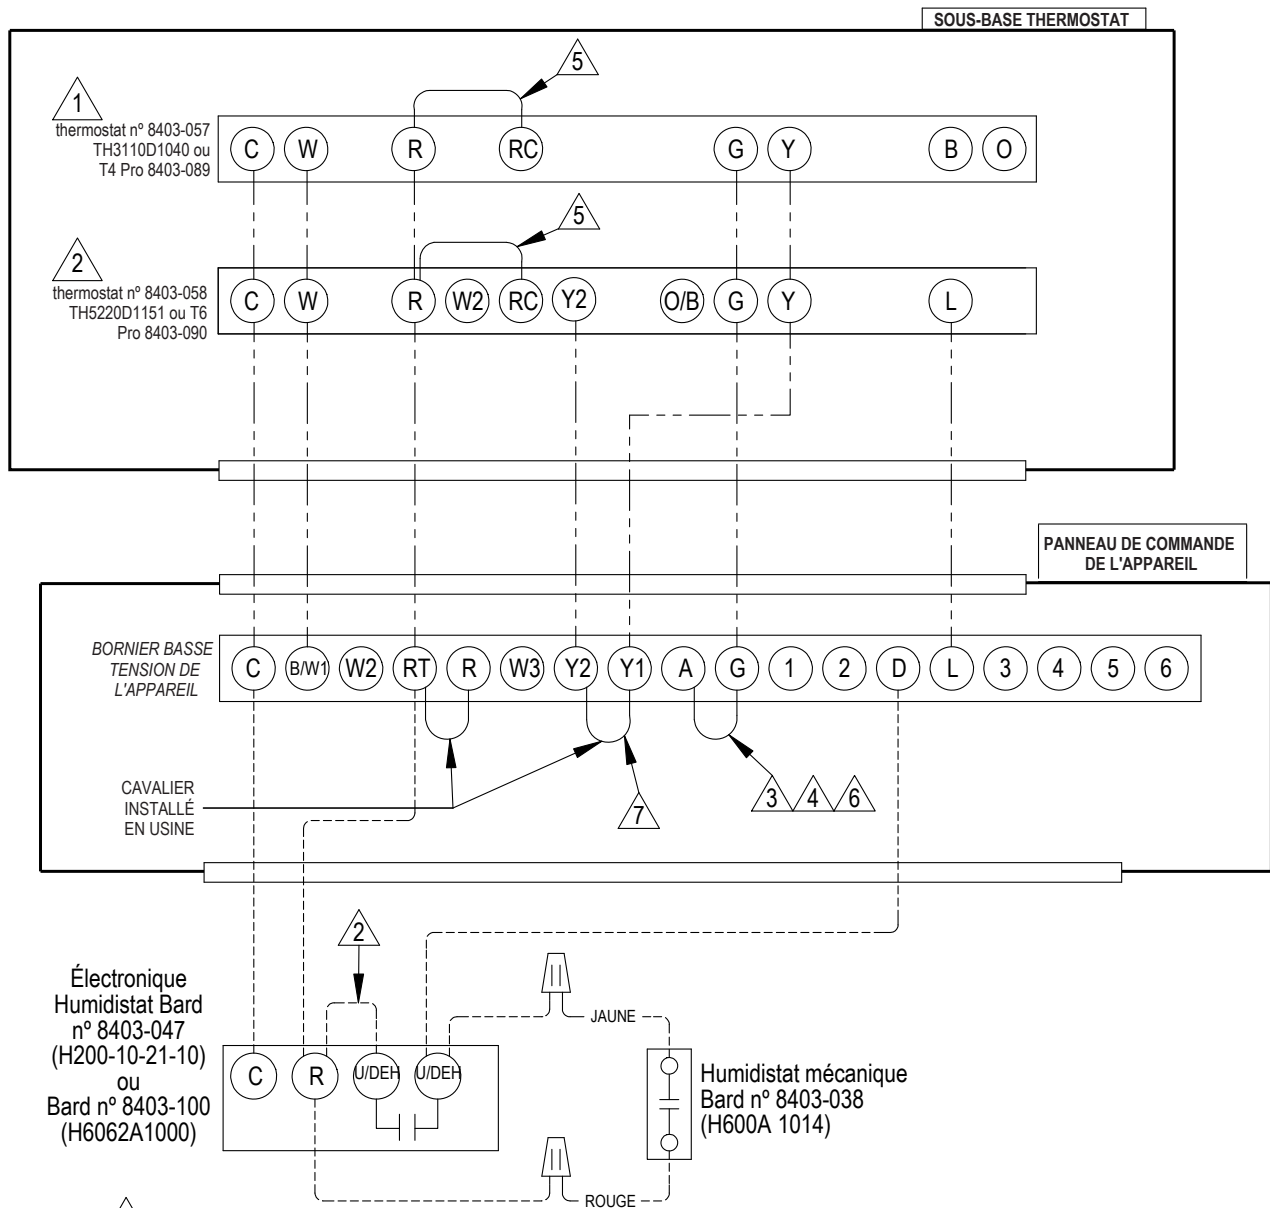 SOUS-BASE THERMOSTAT
5
1
thermostat nº 8403-057
TH3110D1040 ou
T4 Pro 8403-089
C W R RC G Y B O
5
2
thermostat nº 8403-058
TH5220D1151 ou T6
Pro 8403-090
C W R W2 RC Y2 O/B G Y L
PANNEAU DE COMMANDE
DE L'APPAREIL
BORNIER BASSE
TENSION DE
L'APPAREIL
C B/W1 W2 RT R W3 Y2 Y1 A G 1 2 D L 3 4 5 6
CAVALIER
INSTALLÉ
EN USINE
7
3 4 6
2
Électronique
Humidistat Bard
nº 8403-047
(H200-10-21-10)
ou
Bard nº 8403-100
(H6062A1000)
C R U/DEH U/DEH
JAUNE
Humidistat mécanique
Bard nº 8403-038
(H600A 1014)
ROUGE